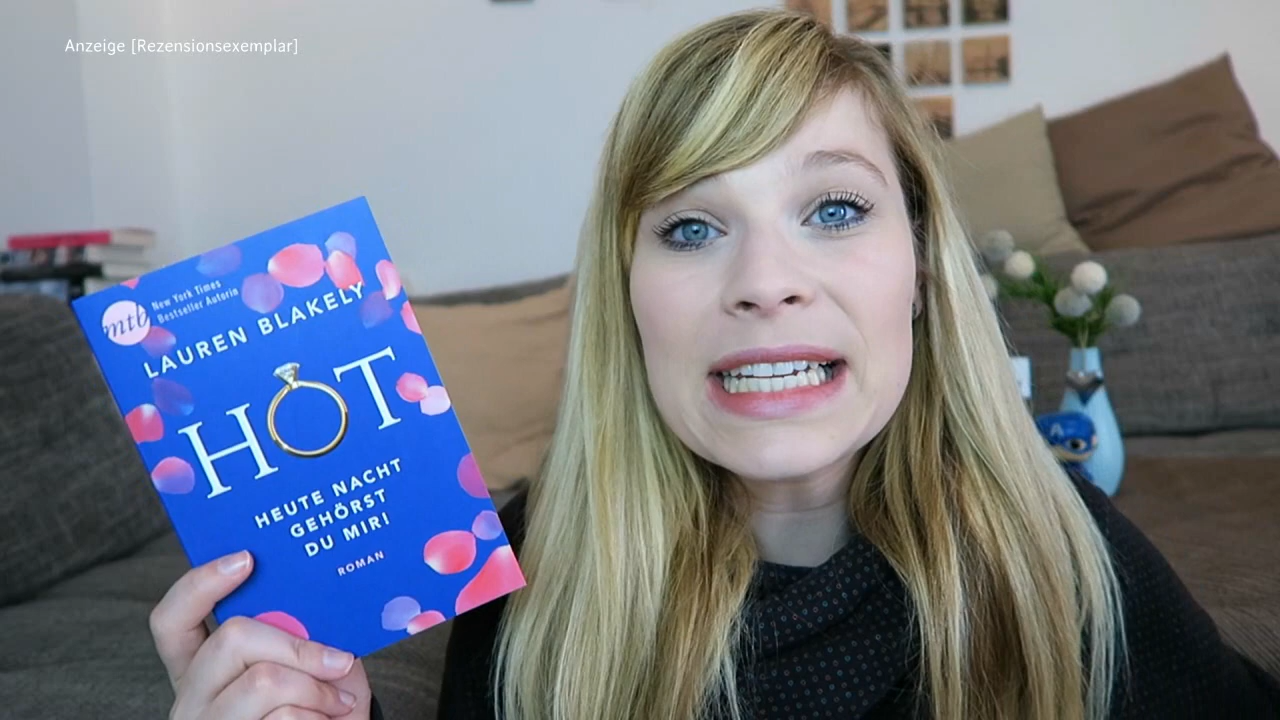 Anzeige [Rezensionsexemplar]
mtb
New York Times
Bestseller Autorin
LAUREN BLAKELY
HOT
HEUTE NACHT
GEHÖRST
DU MIR!
ROMAN